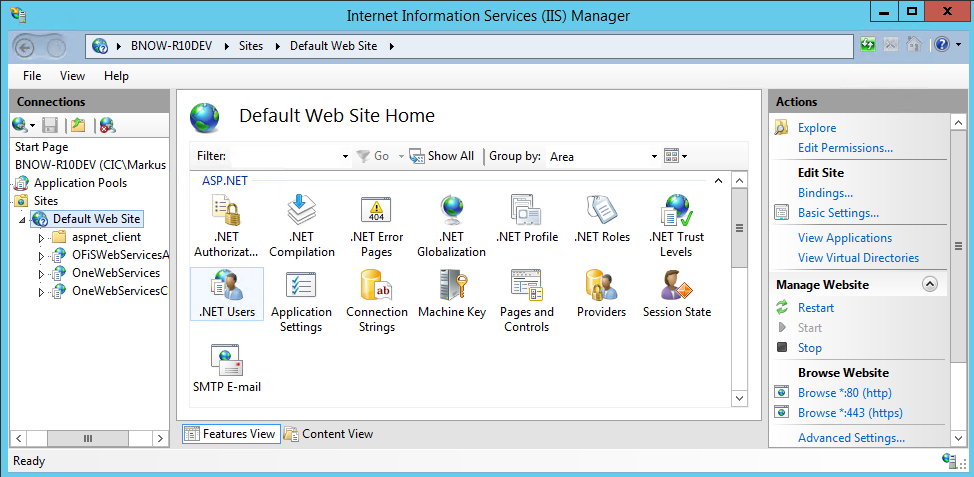 Internet Information Services (IIS) Manager
BNOW-R10DEV Sites Default Web Site
File View Help
Connections
Start Page
BNOW-R10DEV (CIC\Markus
Application Pools
Sites
Default Web Site
aspnet_client
OFiSWebServicesA
OneWebServices
OneWebServicesC
Default Web Site Home
Filter: Go Show All Group by: Area
ASP.NET
404
.NET Authorizat...
.NET Compilation
.NET Error Pages
.NET Globalization
.NET Profile
.NET Roles
.NET Trust Levels
ab
.NET Users
Application Settings
Connection Strings
Machine Key
Pages and Controls
Providers
Session State
SMTP E-mail
Features View Content View
Actions
Explore
Edit Permissions...
Edit Site
Bindings...
Basic Settings...
View Applications
View Virtual Directories
Manage Website
Restart
Start
Stop
Browse Website
Browse *:80 (http)
Browse *:443 (https)
Advanced Settings...
Ready